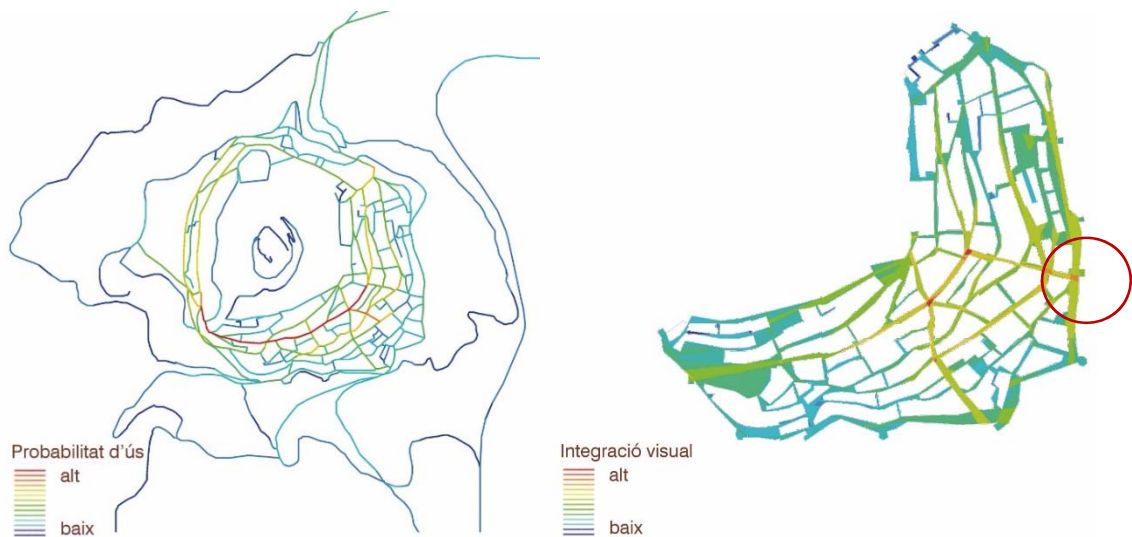 Probabilitat d'ús
alt
baix
Integració visual
alt
baix